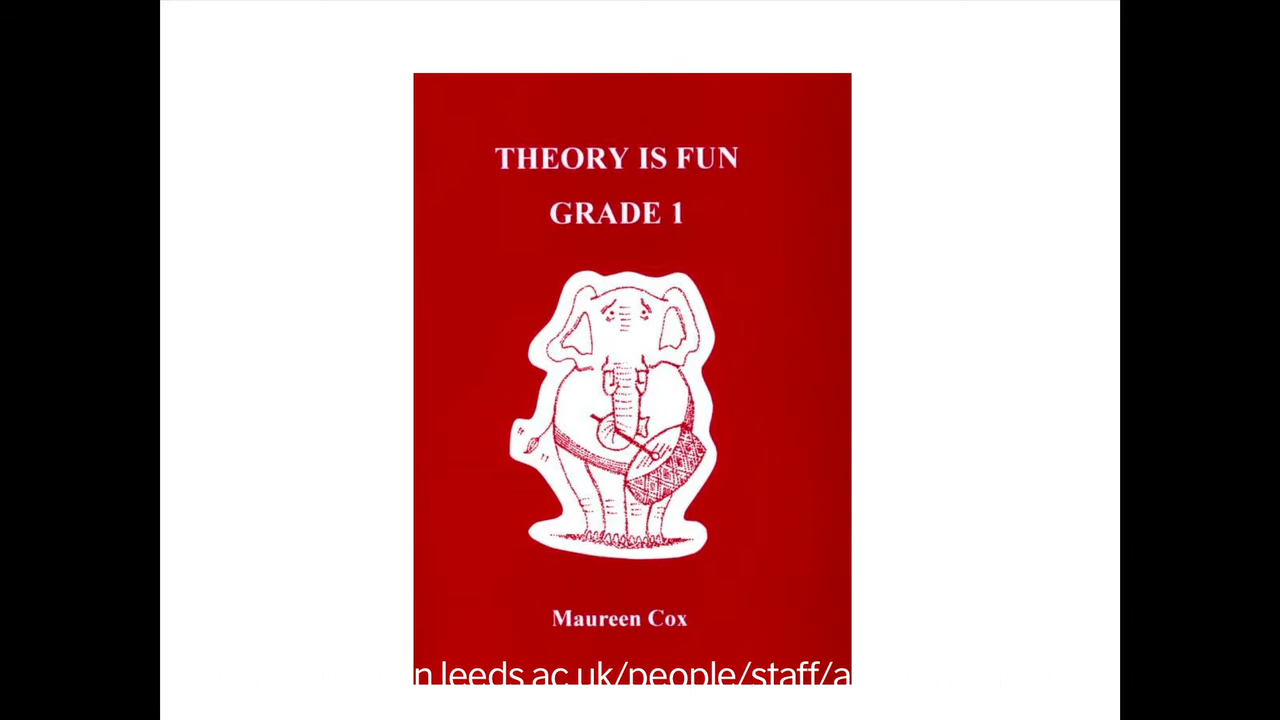 THEORY IS FUN
GRADE 1
Maureen Cox
n.leeds.ac.uk/people/staff/a